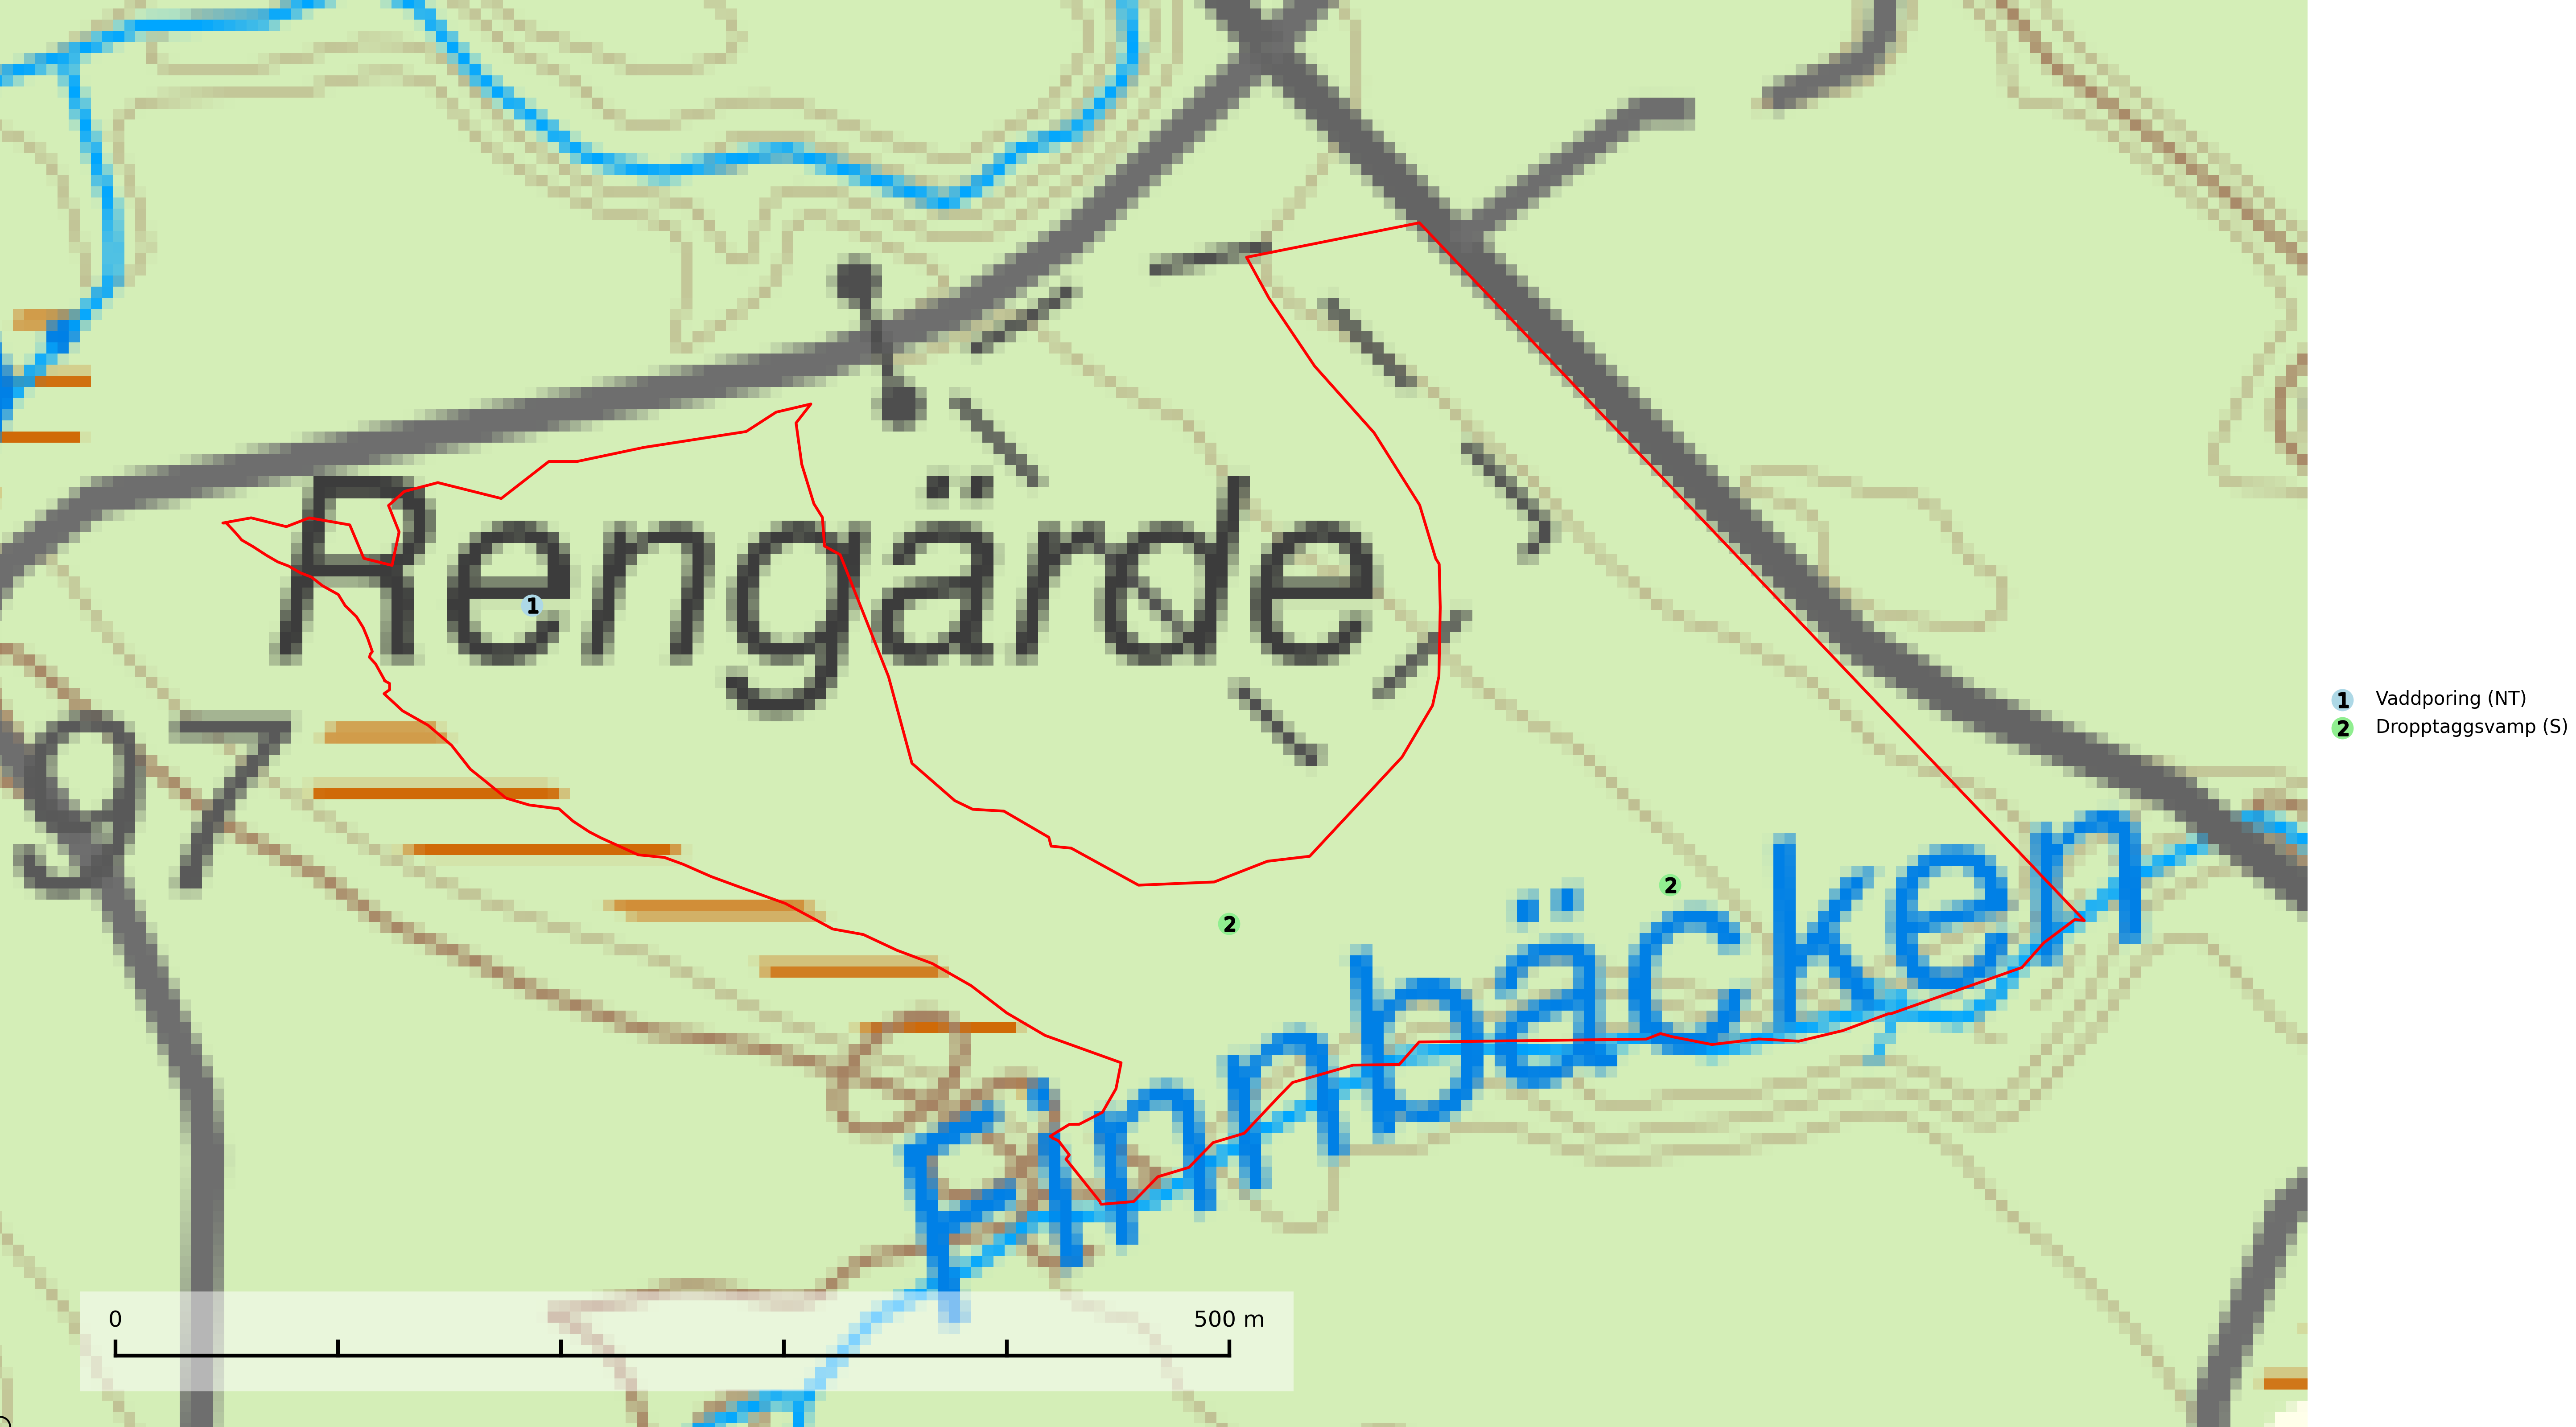 Rengärde
1
97
2
2
Finnbäcken
0 500 m
1 Vaddporing (NT)
2 Dropptaggsvamp (S)